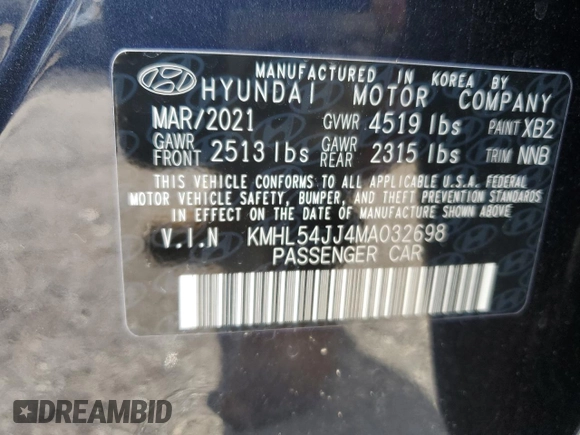 MANUFACTURED IN KOREA BY
HYUNDAI MOTOR COMPANY
MAR/2021 GVWR 4519 lbs PAINT XB2
GAWR FRONT 2513 lbs GAWR REAR 2315 lbs TRIM NNB
THIS VEHICLE CONFORMS TO ALL APPLICABLE U.S.A. FEDERAL
MOTOR VEHICLE SAFETY, BUMPER, AND THEFT PREVENTION STANDARDS
IN EFFECT ON THE DATE OF MANUFACTURE SHOWN ABOVE.
V.I.N KMHL54JJ4MA032698
PASSENGER CAR
DREAMBID